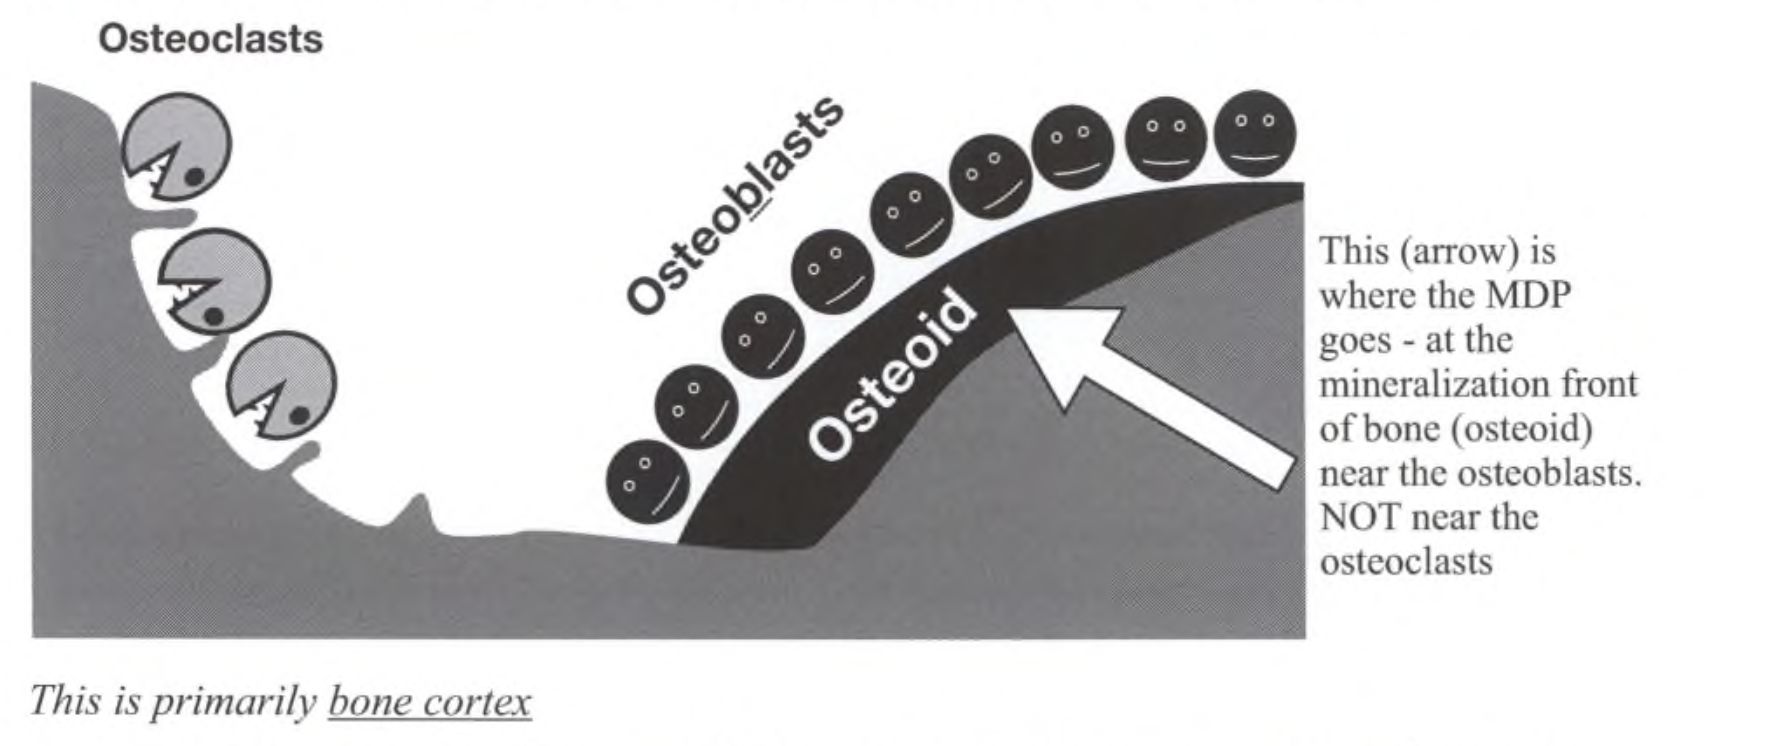 Osteoclasts
Osteoblasts
Osteoid
This (arrow) is
where the MDP
goes - at the
mineralization front
of bone (osteoid)
near the osteoblasts.
NOT near the
osteoclasts
This is primarily bone cortex